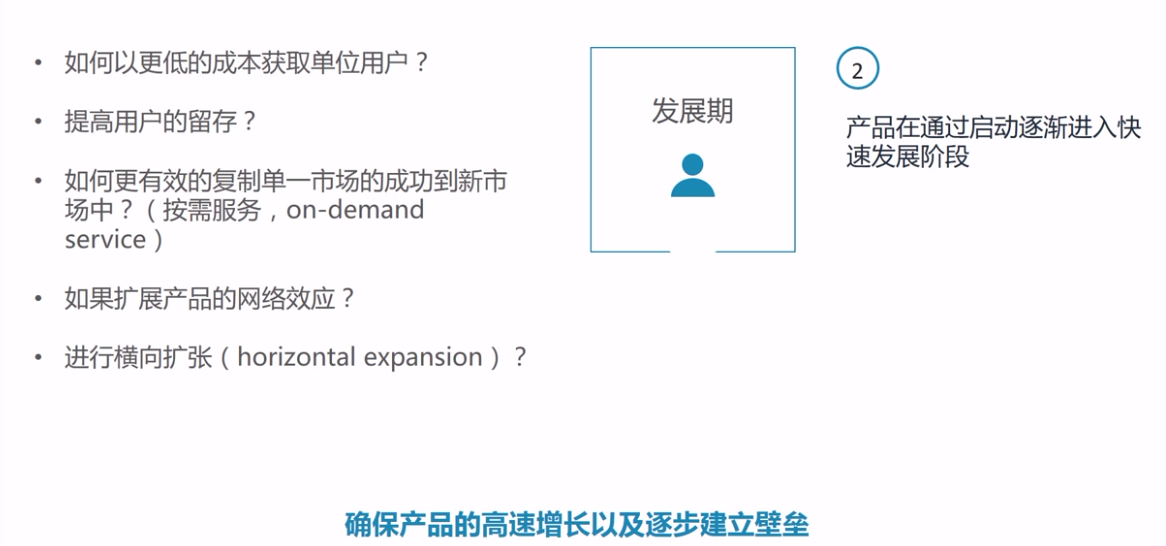 • 如何以更低的成本获取单位用户？
• 提高用户的留存？
• 如何更有效的复制单一市场的成功到新市
场中？（按需服务，on-demand
service）
• 如果扩展产品的网络效应？
• 进行横向扩张（horizontal expansion）？
发展期
2
产品在通过启动逐渐进入快
速发展阶段
确保产品的高速增长以及逐步建立壁垒